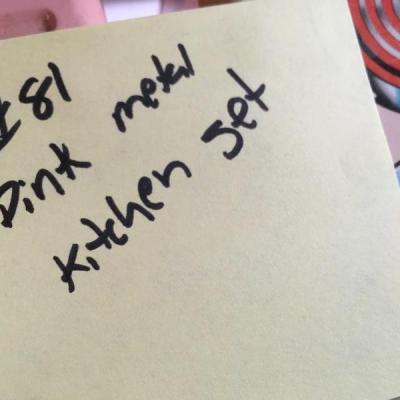 #81
Pink metal
Kitchen Set